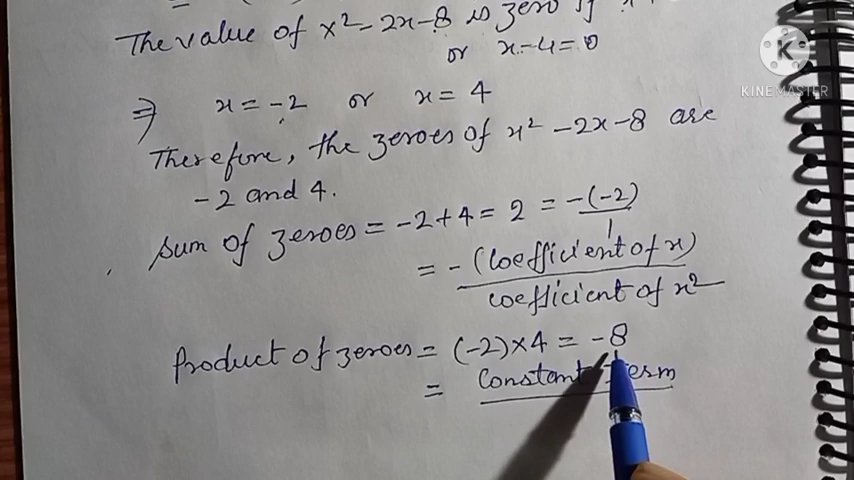 The value of x² - 2x - 8 is zero if
or x - 4 = 0
⇒ x = -2 or x = 4
Therefore, the zeroes of x² - 2x - 8 are
-2 and 4.
Sum of zeroes = -2 + 4 = 2 = -(-2)/1
= -(Coefficient of x)/coefficient of x²
Product of zeroes = (-2) × 4 = -8
= Constant Term
KINEMASTER